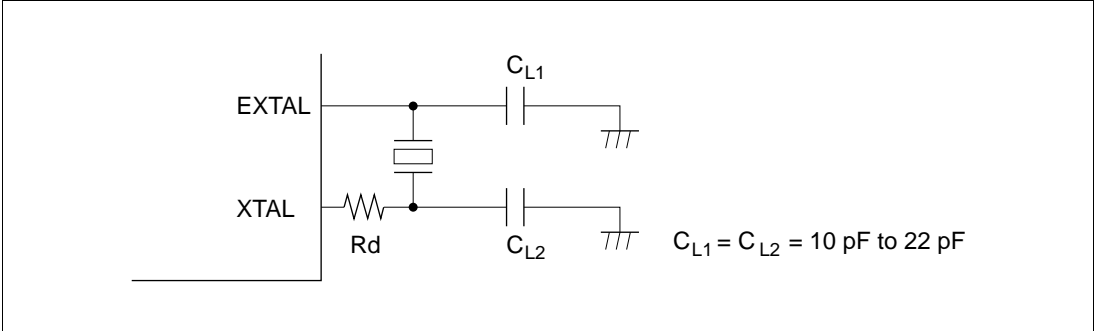 C_L1
EXTAL
XTAL
Rd
C_L2
C_L1 = C_L2 = 10 pF to 22 pF